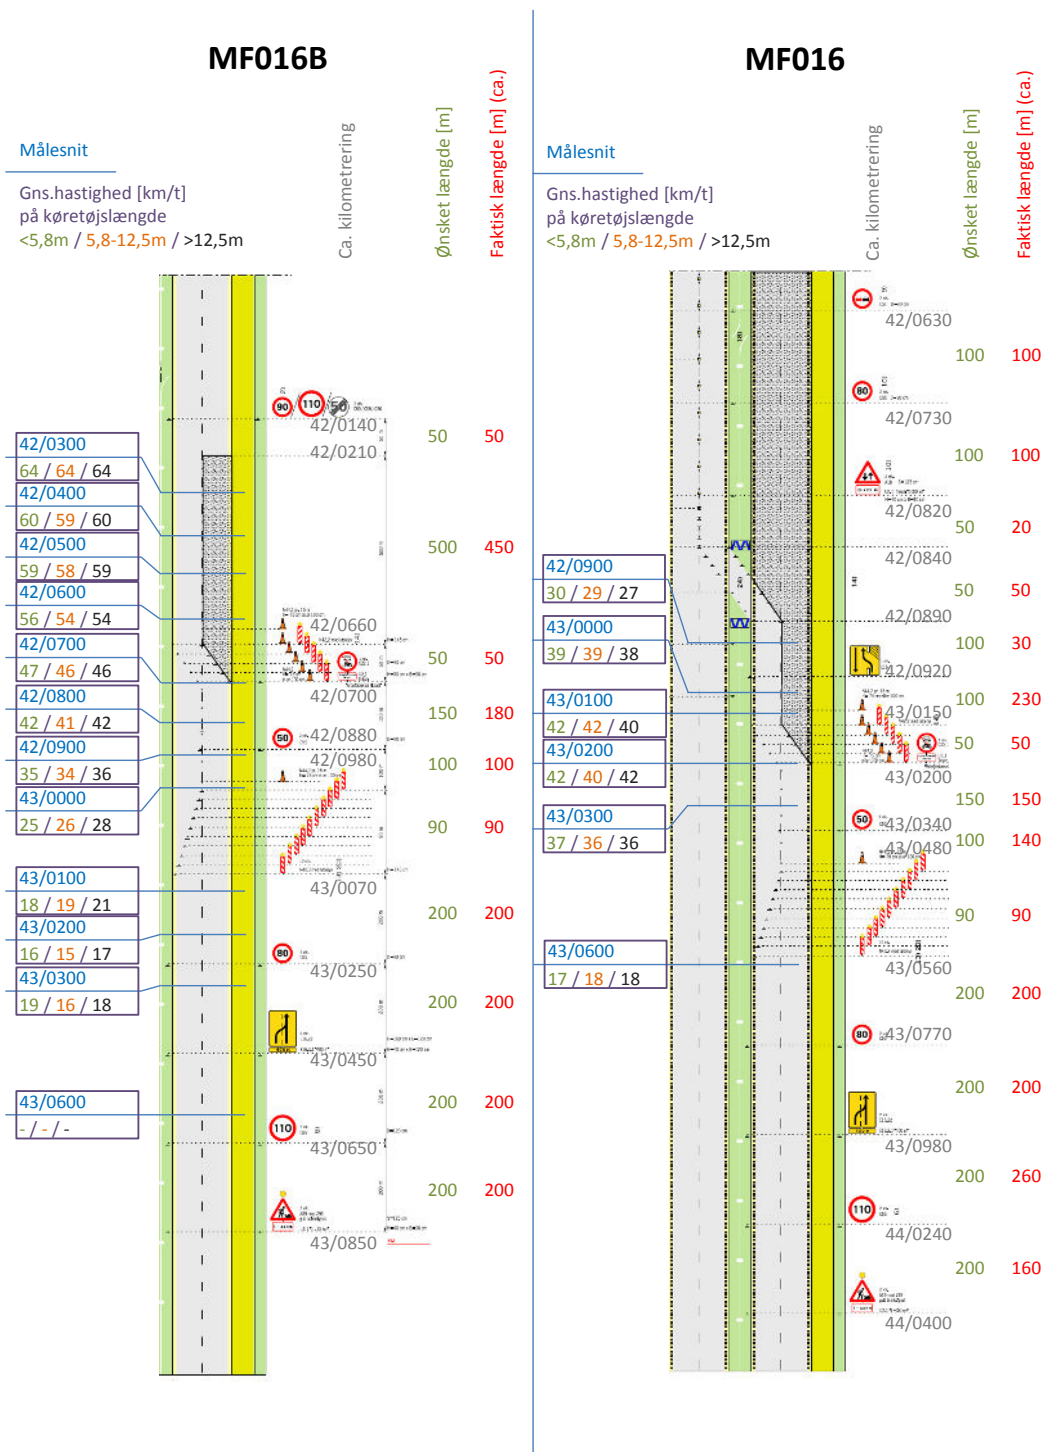 MF016B
Målesnit
Gns.hastighed [km/t]
på køretøjslængde
<5,8m / 5,8-12,5m / >12,5m
Ca. kilometrering
Ønsket længde [m]
Faktisk længde [m] (ca.)
90 110 50
42/0140
50 50
42/0210
42/0300
64 / 64 / 64
42/0400
60 / 59 / 60
42/0500
59 / 58 / 59
500 450
42/0600
56 / 54 / 54
42/0660
42/0700
47 / 46 / 46
50 50
42/0700
42/0800
42 / 41 / 42
150 180
50
42/0880
42/0900
35 / 34 / 36
42/0980
100 100
43/0000
25 / 26 / 28
90 90
43/0070
43/0100
18 / 19 / 21
200 200
43/0200
16 / 15 / 17
80
43/0250
43/0300
19 / 16 / 18
200 200
43/0450
43/0600
- / - / -
200 200
110
43/0650
200 200
43/0850
MF016
Målesnit
Gns.hastighed [km/t]
på køretøjslængde
<5,8m / 5,8-12,5m / >12,5m
Ca. kilometrering
Ønsket længde [m]
Faktisk længde [m] (ca.)
42/0630
100 100
80
42/0730
100 100
42/0820
50 20
42/0840
42/0900
30 / 29 / 27
50 50
42/0890
43/0000
39 / 39 / 38
100 30
42/0920
43/0100
42 / 42 / 40
100 230
43/0150
43/0200
42 / 40 / 42
50 50
43/0200
150 150
43/0300
37 / 36 / 36
50
43/0340
100 140
43/0480
90 90
43/0600
17 / 18 / 18
43/0560
200 200
80
43/0770
200 200
43/0980
200 260
110
44/0240
200 160
44/0400